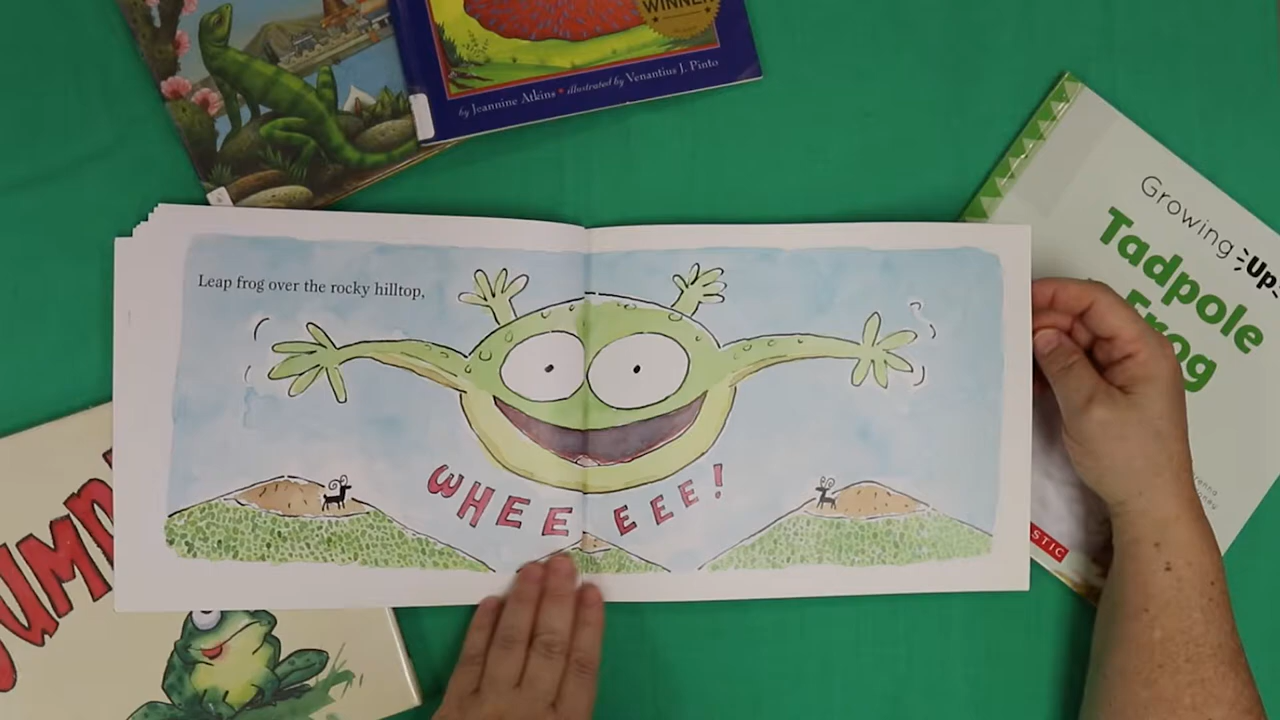 WINNER
by Jeannine Atkins • illustrated by Venantius J. Pinto
Growing Up:
Tadpole
Frog
Leap frog over the rocky hilltop,
WHEE EEEE!
JUMP
STIC